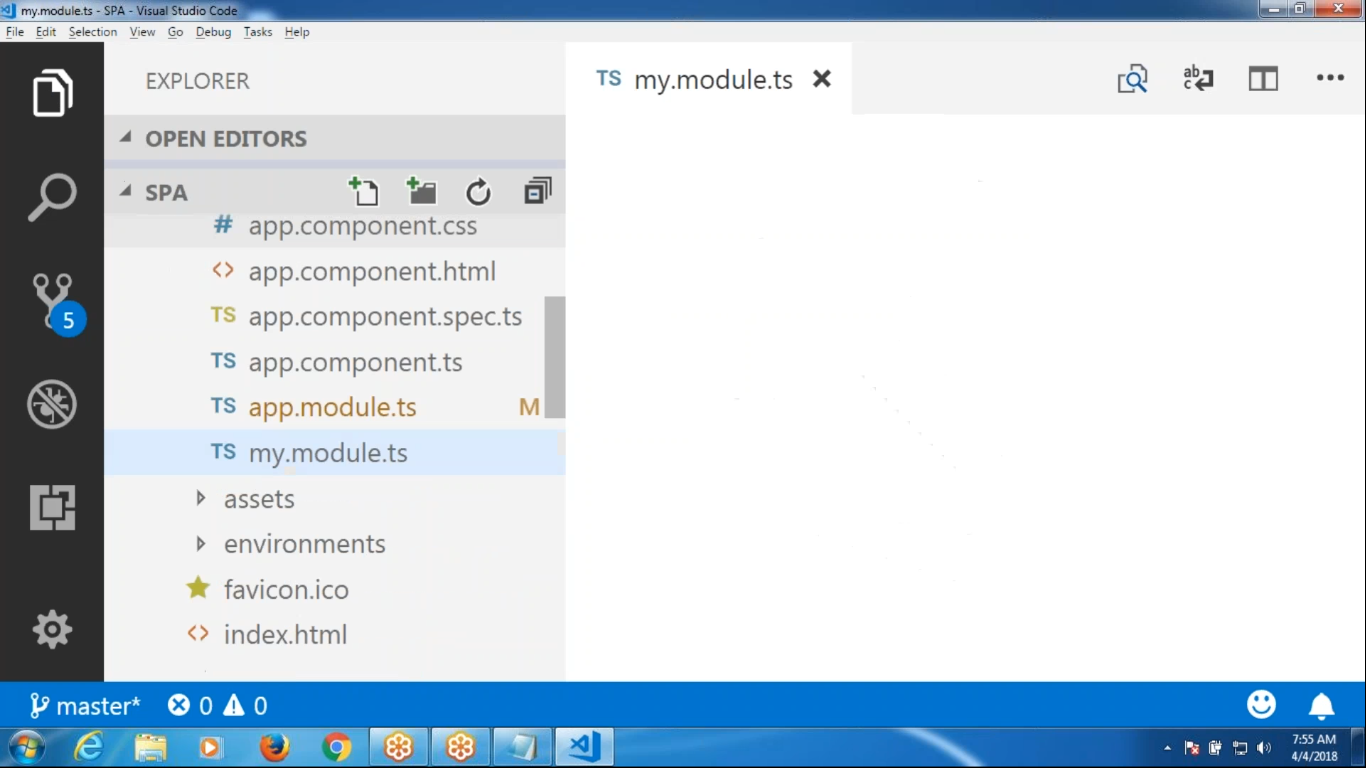 my.module.ts - SPA - Visual Studio Code
File Edit Selection View Go Debug Tasks Help
EXPLORER
TS my.module.ts
ab
c
OPEN EDITORS
SPA
# app.component.css
<> app.component.html
TS app.component.spec.ts
TS app.component.ts
TS app.module.ts M
TS my.module.ts
assets
environments
favicon.ico
<> index.html
5
master* 0 0
7:55 AM
4/4/2018